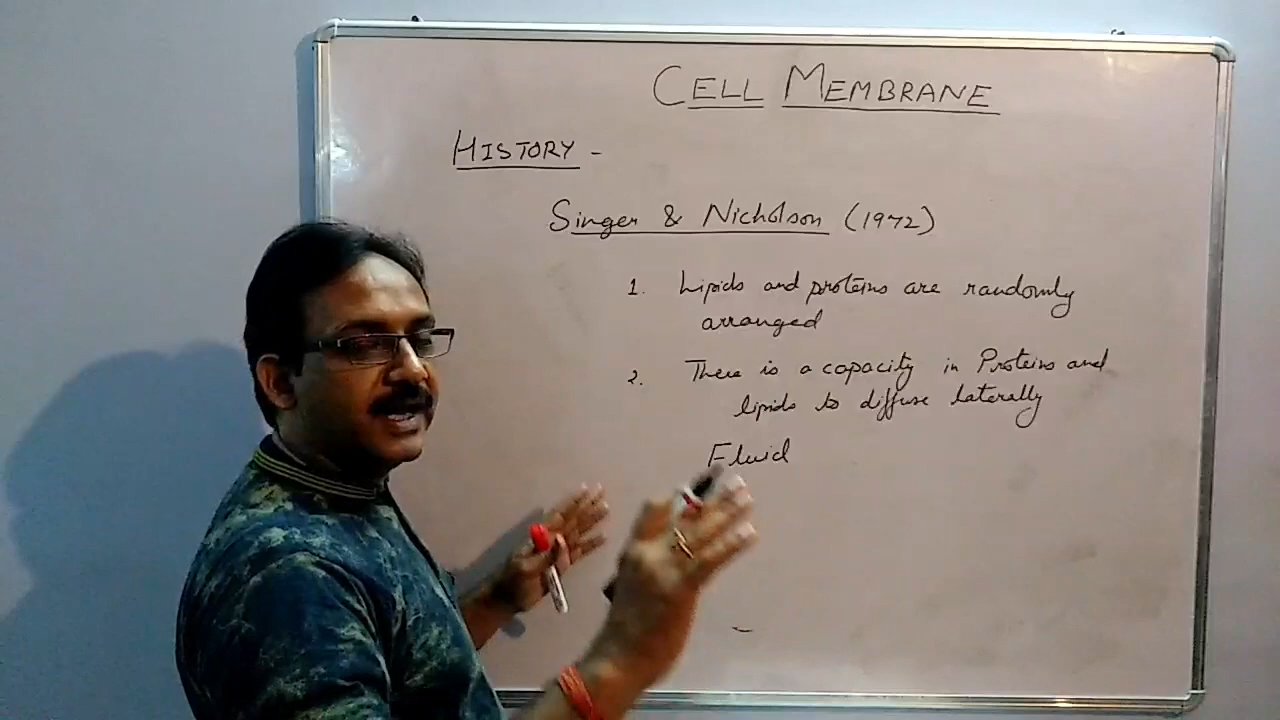 CELL MEMBRANE
HISTORY -
Singer & Nicholson (1972)
1. Lipids and proteins are randomly
arranged
2. There is a capacity in Proteins and
lipids to diffuse laterally
Fluid